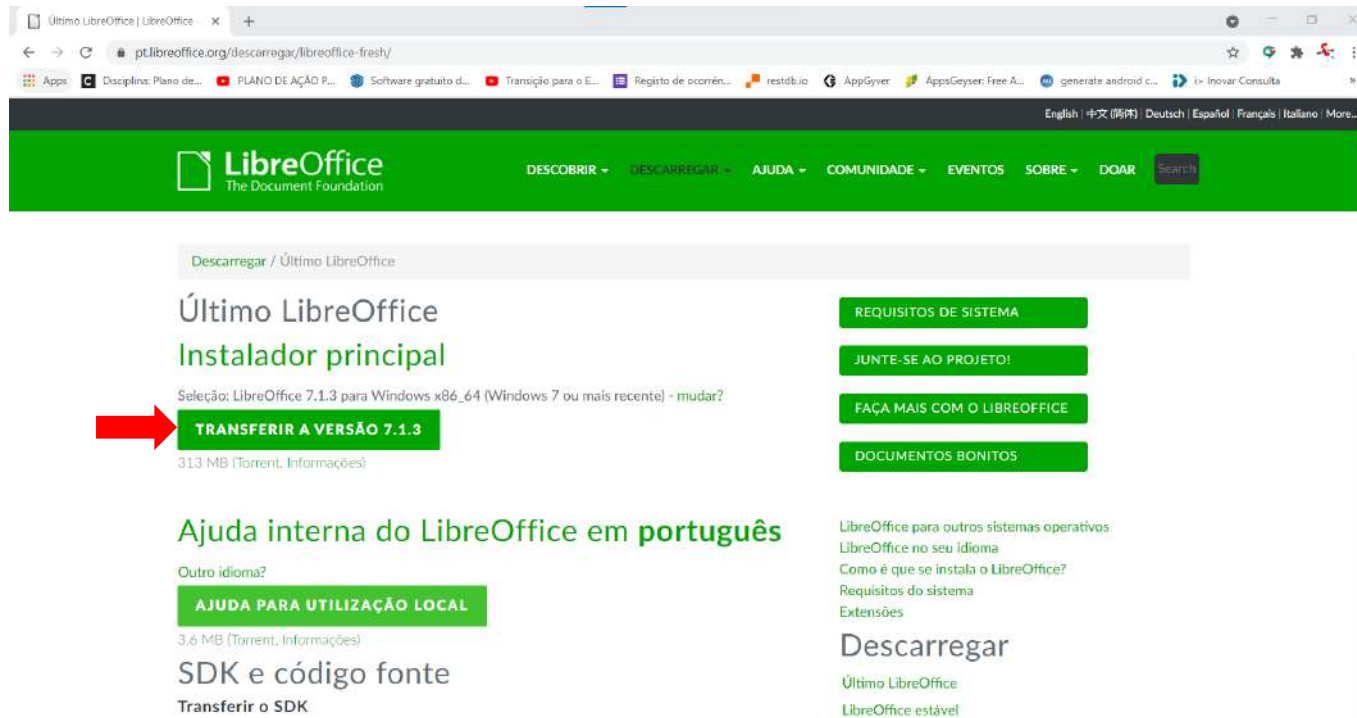 Último LibreOffice | LibreOffice -
pt.libreoffice.org/descarregar/libreoffice-fresh/
Apps Disciplina: Plano de... PLANO DE AÇÃO P... Software gratuito d... Transição para o E... Registo de ocorrên... restdb.io AppGyver AppsGeyser: Free A... generate android c... i> Inovar Consulta »
English | 中文 (简体) | Deutsch | Español | Français | Italiano | More...
LibreOffice
The Document Foundation
DESCOBRIR DESCARREGAR AJUDA COMUNIDADE EVENTOS SOBRE DOAR Search
Descarregar / Último LibreOffice
Último LibreOffice
Instalador principal
Seleção: LibreOffice 7.1.3 para Windows x86_64 (Windows 7 ou mais recente) - mudar?
TRANSFERIR A VERSÃO 7.1.3
313 MB (Torrent, Informações)
Ajuda interna do LibreOffice em português
Outro idioma?
AJUDA PARA UTILIZAÇÃO LOCAL
3.6 MB (Torrent, Informações)
SDK e código fonte
Transferir o SDK
REQUISITOS DE SISTEMA
JUNTE-SE AO PROJETO!
FAÇA MAIS COM O LIBREOFFICE
DOCUMENTOS BONITOS
LibreOffice para outros sistemas operativos
LibreOffice no seu idioma
Como é que se instala o LibreOffice?
Requisitos do sistema
Extensões
Descarregar
Último LibreOffice
LibreOffice estável